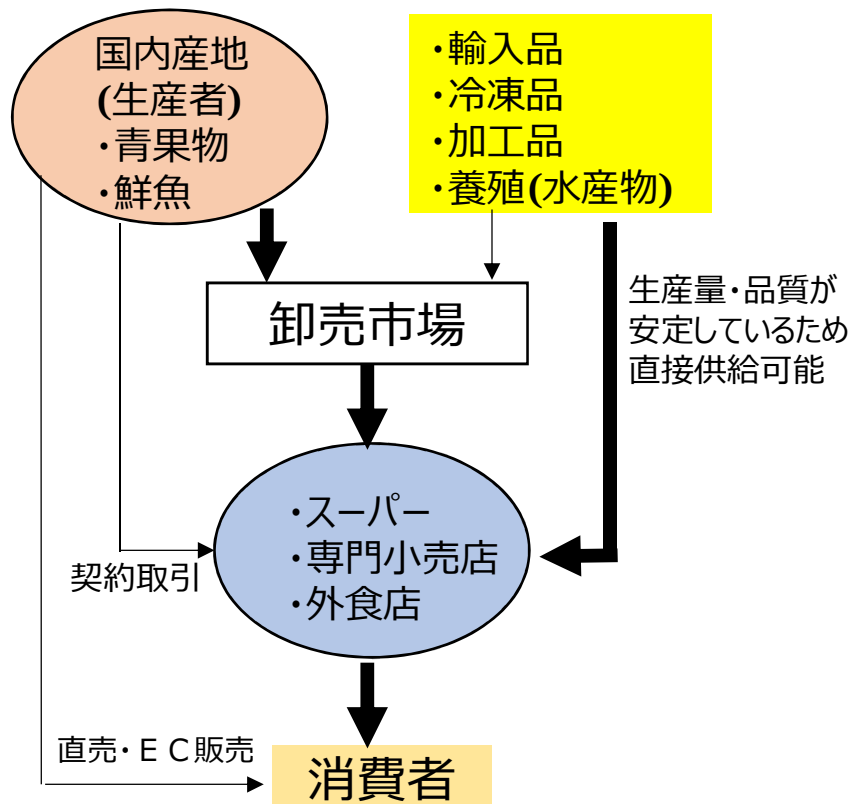 国内産地
(生産者)
・青果物
・鮮魚
・輸入品
・冷凍品
・加工品
・養殖(水産物)
卸売市場
生産量・品質が
安定しているため
直接供給可能
・スーパー
・専門小売店
・外食店
契約取引
直売・ＥＣ販売
消費者